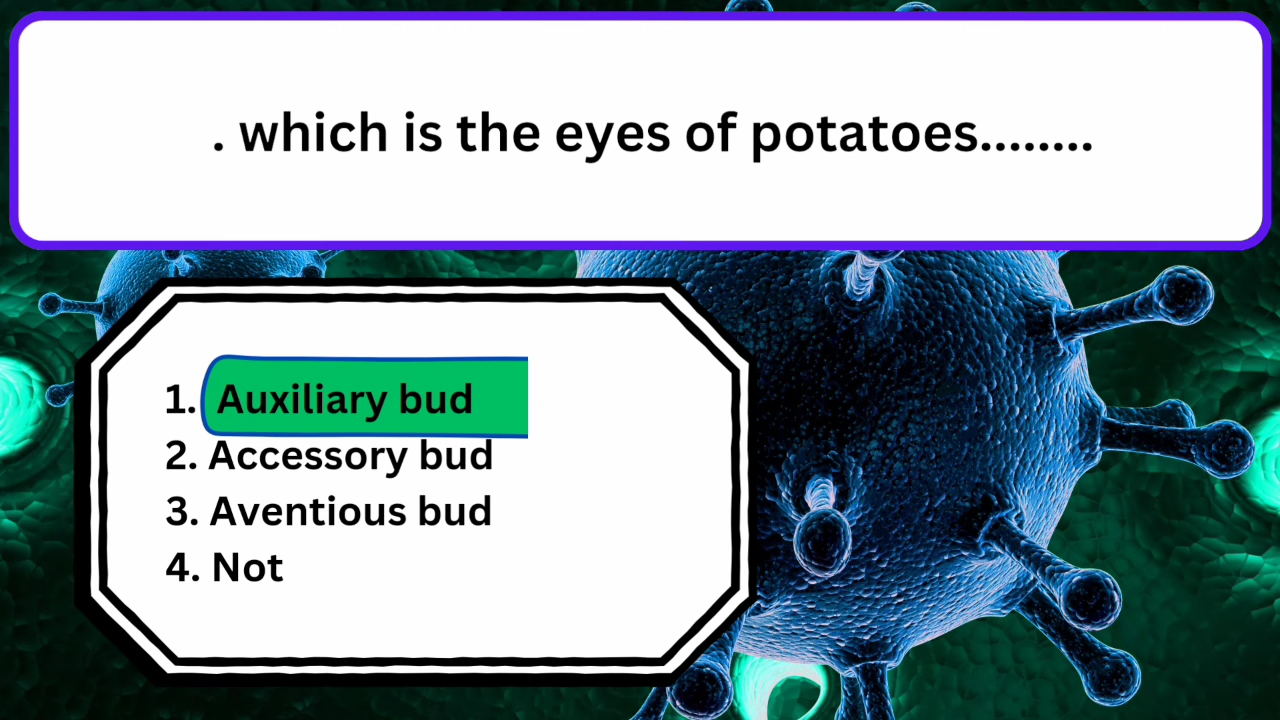 . which is the eyes of potatoes........
1. Auxiliary bud
2. Accessory bud
3. Aventious bud
4. Not